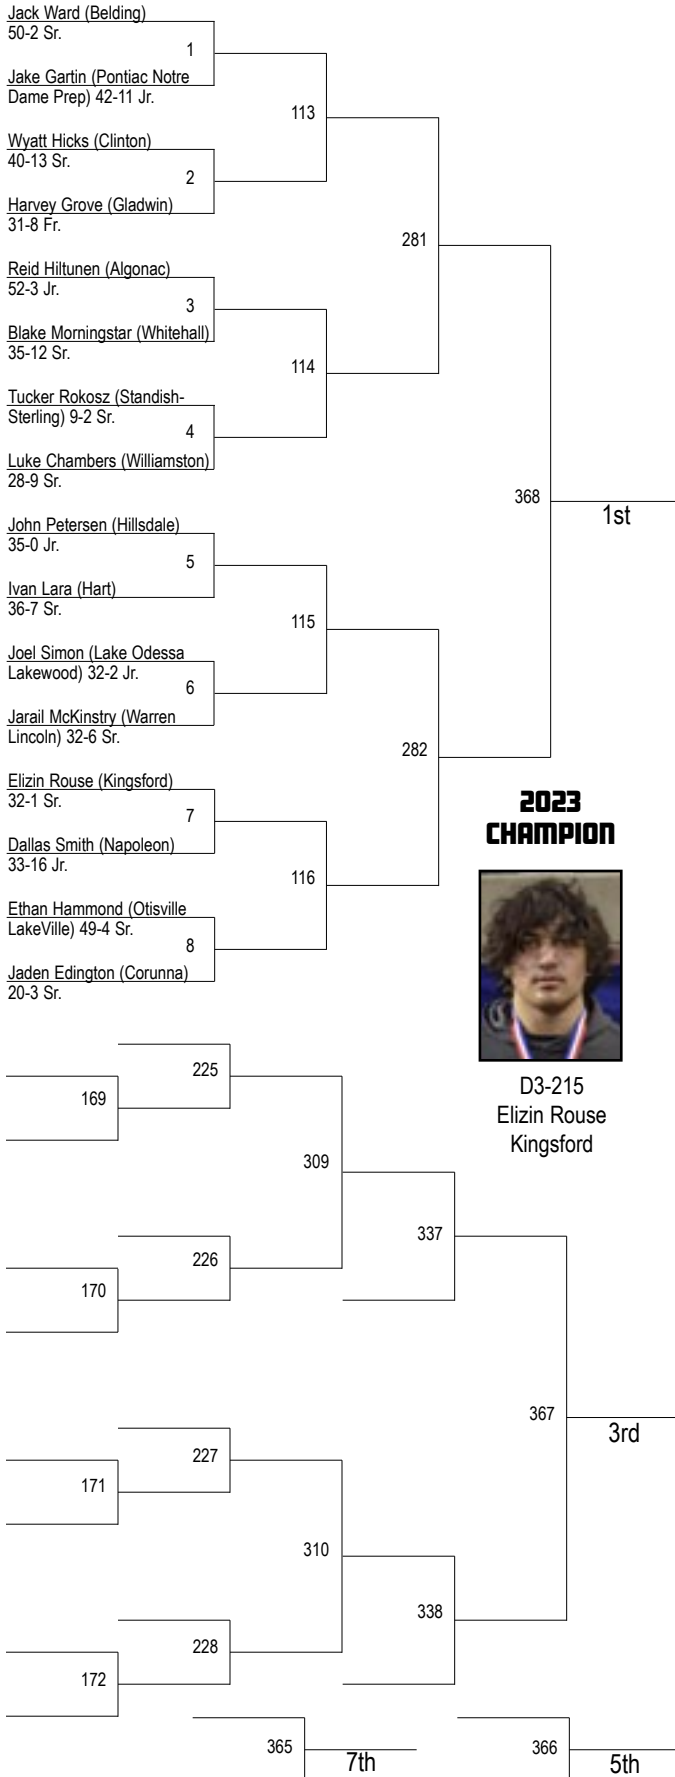 Jack Ward (Belding)
50-2 Sr.
1
Jake Gartin (Pontiac Notre
Dame Prep) 42-11 Jr.
113
Wyatt Hicks (Clinton)
40-13 Sr.
2
Harvey Grove (Gladwin)
31-8 Fr.
281
Reid Hiltunen (Algonac)
52-3 Jr.
3
Blake Morningstar (Whitehall)
35-12 Sr.
114
Tucker Rokosz (Standish-
Sterling) 9-2 Sr.
4
Luke Chambers (Williamston)
28-9 Sr.
368
1st
John Petersen (Hillsdale)
35-0 Jr.
5
Ivan Lara (Hart)
36-7 Sr.
115
Joel Simon (Lake Odessa
Lakewood) 32-2 Jr.
6
Jarail McKinstry (Warren
Lincoln) 32-6 Sr.
282
Elizin Rouse (Kingsford)
32-1 Sr.
7
Dallas Smith (Napoleon)
33-16 Jr.
116
Ethan Hammond (Otisville
LakeVille) 49-4 Sr.
8
Jaden Edington (Corunna)
20-3 Sr.
2023
CHAMPION
D3-215
Elizin Rouse
Kingsford
225
169
309
226
170
337
367
3rd
227
171
310
338
228
172
365
7th
366
5th